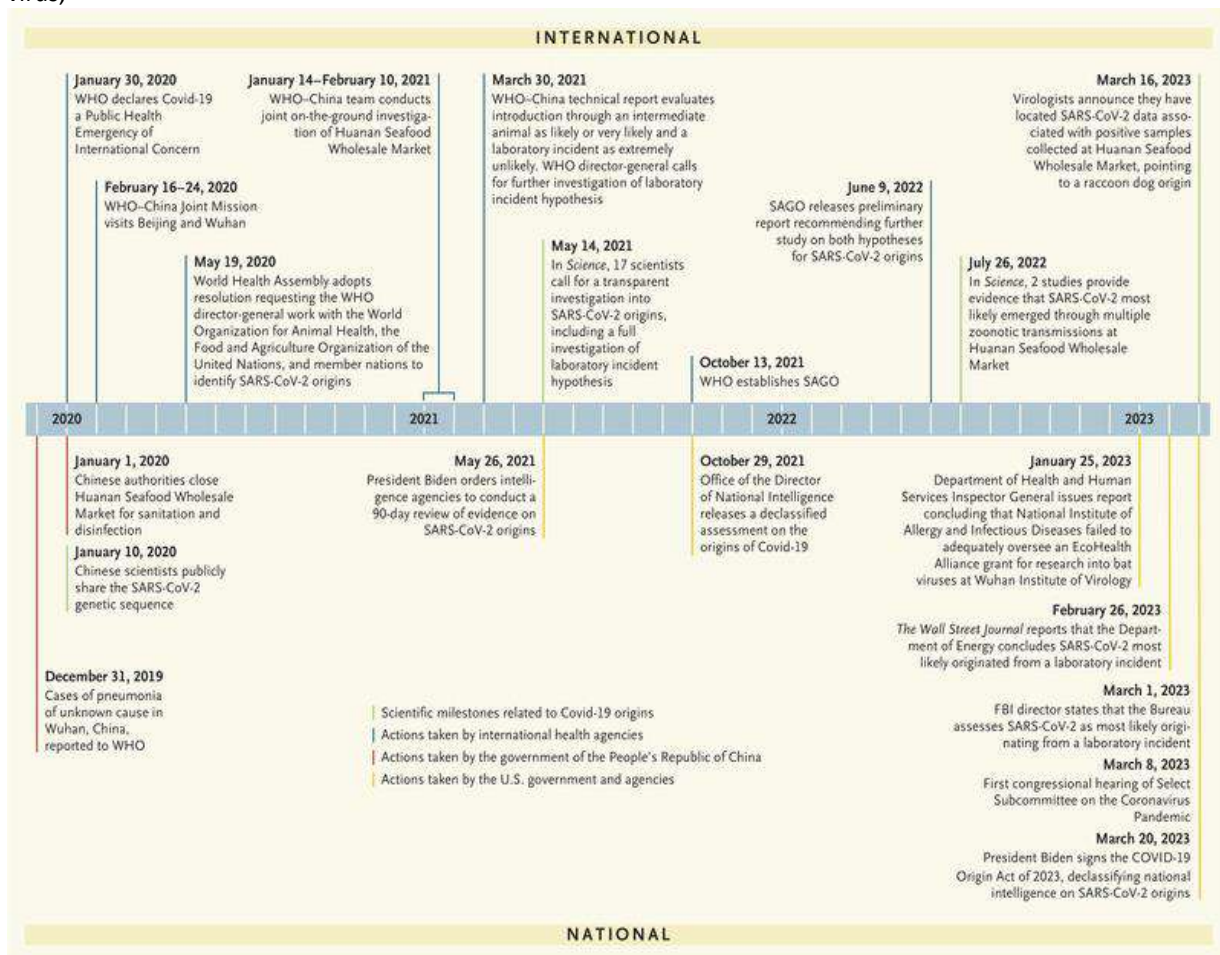 virus)
INTERNATIONAL
January 30, 2020
WHO declares Covid-19
a Public Health
Emergency of
International Concern
January 14–February 10, 2021
WHO–China team conducts
joint on-the-ground investiga-
tion of Huanan Seafood
Wholesale Market
March 30, 2021
WHO–China technical report evaluates
introduction through an intermediate
animal as likely or very likely and a
laboratory incident as extremely
unlikely. WHO director-general calls
for further investigation of laboratory
incident hypothesis
March 16, 2023
Virologists announce they have
located SARS-CoV-2 data asso-
ciated with positive samples
collected at Huanan Seafood
Wholesale Market, pointing
to a raccoon dog origin
February 16–24, 2020
WHO–China Joint Mission
visits Beijing and Wuhan
June 9, 2022
SAGO releases preliminary
report recommending further
study on both hypotheses
for SARS-CoV-2 origins
May 19, 2020
World Health Assembly adopts
resolution requesting the WHO
director-general work with the World
Organization for Animal Health, the
Food and Agriculture Organization of the
United Nations, and member nations to
identify SARS-CoV-2 origins
May 14, 2021
In Science, 17 scientists
call for a transparent
investigation into
SARS-CoV-2 origins,
including a full
investigation of
laboratory incident
hypothesis
July 26, 2022
In Science, 2 studies provide
evidence that SARS-CoV-2 most
likely emerged through multiple
zoonotic transmissions at
Huanan Seafood Wholesale
Market
October 13, 2021
WHO establishes SAGO
2020 2021 2022 2023
January 1, 2020
Chinese authorities close
Huanan Seafood Wholesale
Market for sanitation and
disinfection
January 10, 2020
Chinese scientists publicly
share the SARS-CoV-2
genetic sequence
December 31, 2019
Cases of pneumonia
of unknown cause in
Wuhan, China,
reported to WHO
May 26, 2021
President Biden orders intelli-
gence agencies to conduct a
90-day review of evidence on
SARS-CoV-2 origins
October 29, 2021
Office of the Director
of National Intelligence
releases a declassified
assessment on the
origins of Covid-19
January 25, 2023
Department of Health and Human
Services Inspector General issues report
concluding that National Institute of
Allergy and Infectious Diseases failed to
adequately oversee an EcoHealth
Alliance grant for research into bat
viruses at Wuhan Institute of Virology
February 26, 2023
The Wall Street Journal reports that the Depart-
ment of Energy concludes SARS-CoV-2 most
likely originated from a laboratory incident
March 1, 2023
FBI director states that the Bureau
assesses SARS-CoV-2 as most likely origi-
nating from a laboratory incident
March 8, 2023
First congressional hearing of Select
Subcommittee on the Coronavirus
Pandemic
March 20, 2023
President Biden signs the COVID-19
Origin Act of 2023, declassifying national
intelligence on SARS-CoV-2 origins
Scientific milestones related to Covid-19 origins
Actions taken by international health agencies
Actions taken by the government of the People's Republic of China
Actions taken by the U.S. government and agencies
NATIONAL